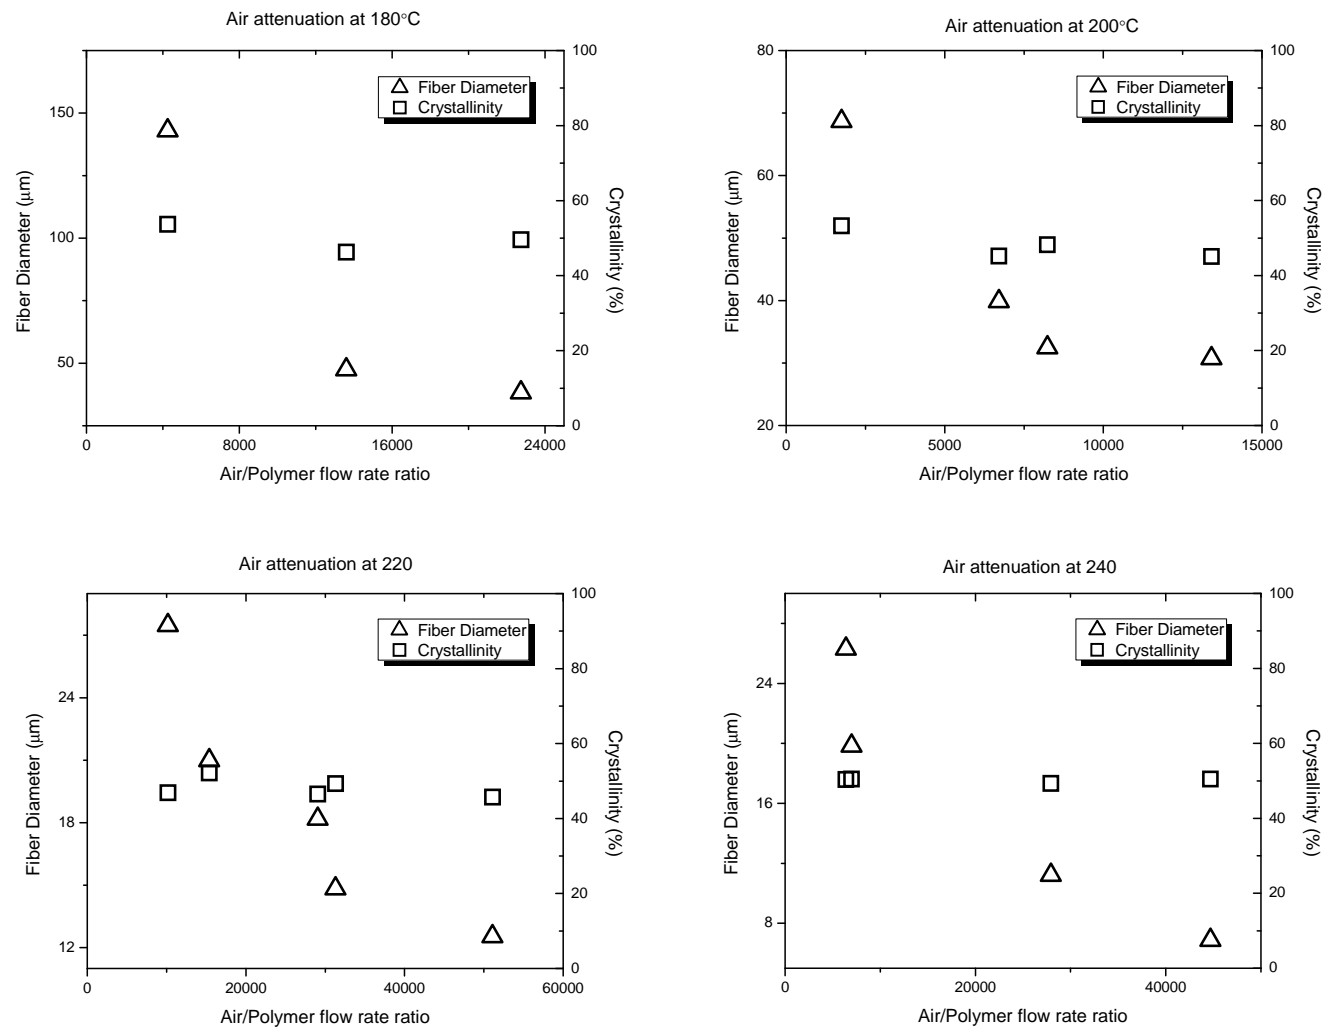 Air attenuation at 180°C
150
100
50
Fiber Diameter (μm)
100
80
60
40
20
0
Crystallinity (%)
Fiber Diameter
Crystallinity
0 8000 16000 24000
Air/Polymer flow rate ratio
Air attenuation at 200°C
80
60
40
20
Fiber Diameter (μm)
100
80
60
40
20
0
Crystallinity (%)
Fiber Diameter
Crystallinity
0 5000 10000 15000
Air/Polymer flow rate ratio
Air attenuation at 220
24
18
12
Fiber Diameter (μm)
100
80
60
40
20
0
Crystallinity (%)
Fiber Diameter
Crystallinity
0 20000 40000 60000
Air/Polymer flow rate ratio
Air attenuation at 240
24
16
8
Fiber Diameter (μm)
100
80
60
40
20
0
Crystallinity (%)
Fiber Diameter
Crystallinity
0 20000 40000
Air/Polymer flow rate ratio